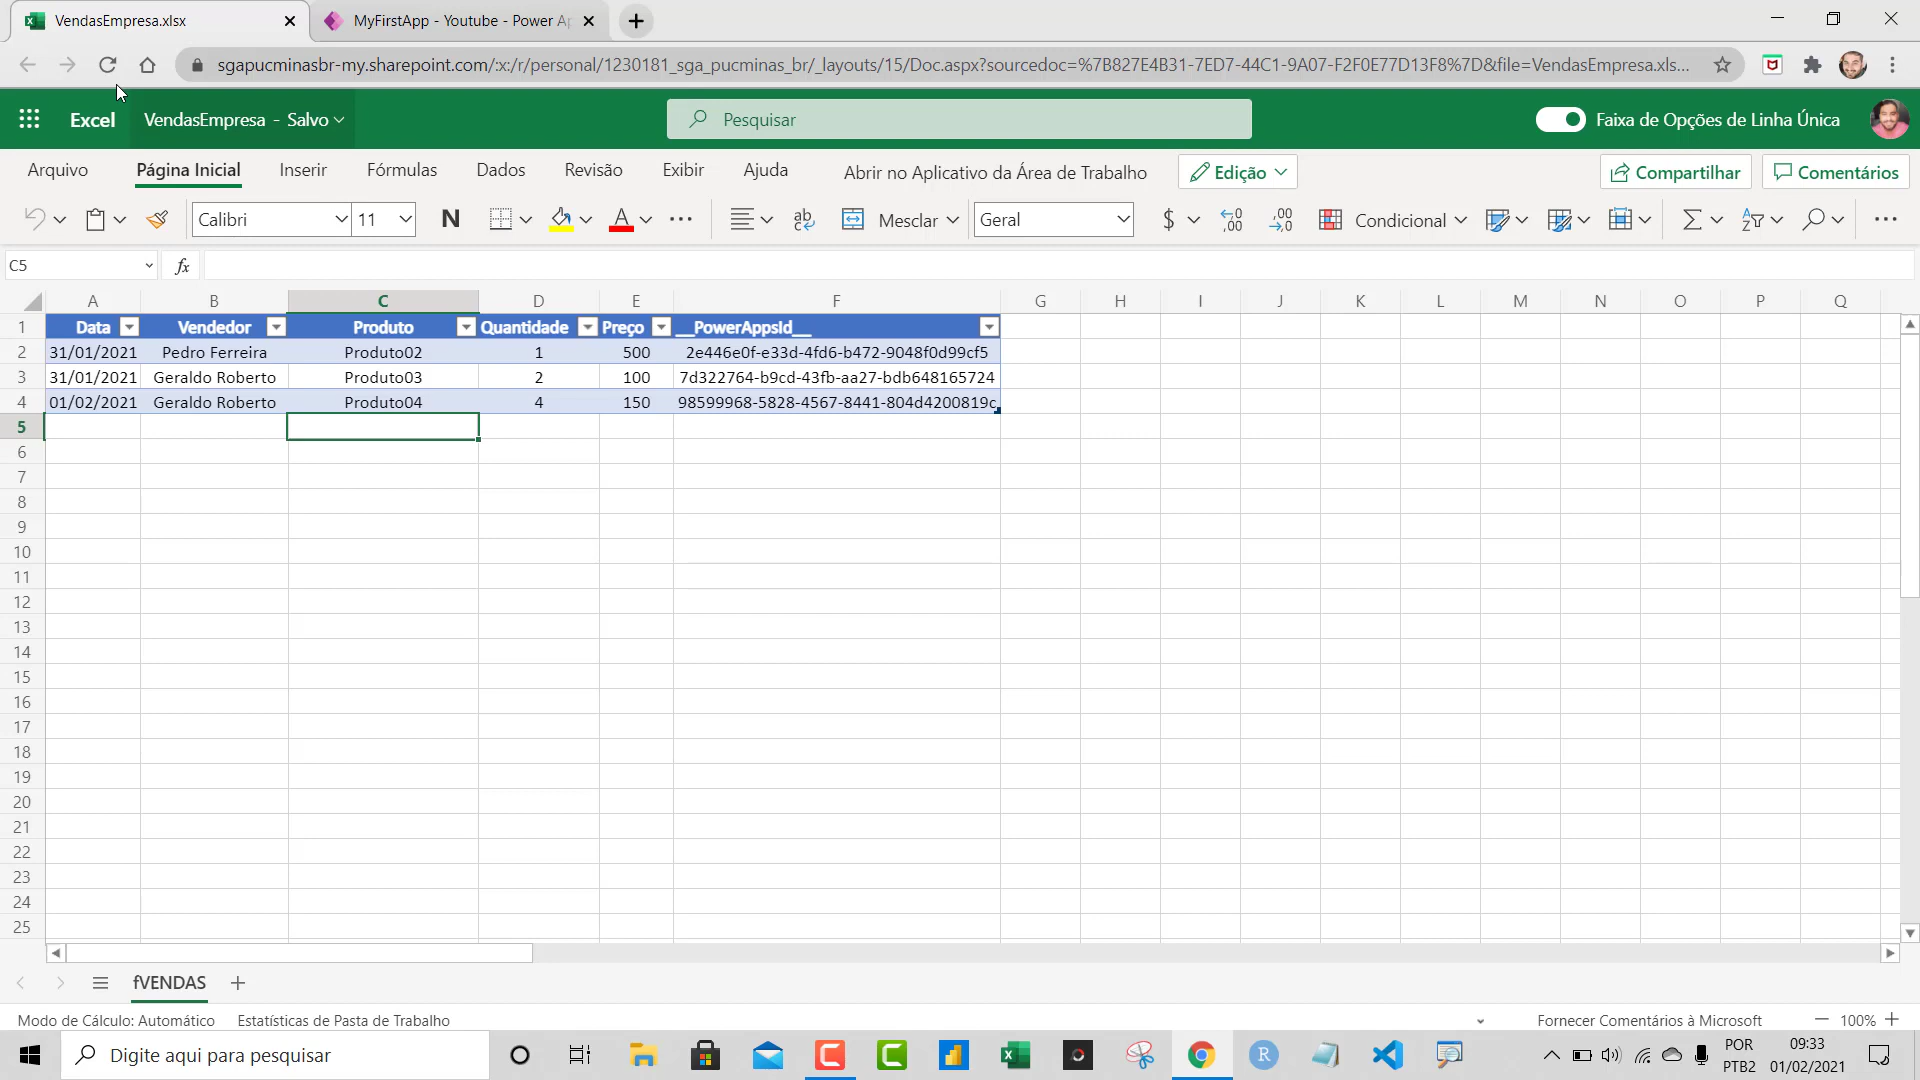 VendasEmpresa.xlsx
MyFirstApp - Youtube - Power Ap
sgapucminasbr-my.sharepoint.com/:x:/r/personal/1230181_sga_pucminas_br/_layouts/15/Doc.aspx?sourcedoc=%7B827E4B31-7ED7-44C1-9A07-F2F0E77D13F8%7D&file=VendasEmpresa.xls...
Excel VendasEmpresa - Salvo
Pesquisar
Faixa de Opções de Linha Única
Arquivo Página Inicial Inserir Fórmulas Dados Revisão Exibir Ajuda Abrir no Aplicativo da Área de Trabalho Edição Compartilhar Comentários
Calibri 11 N A ab Mesclar Geral $ ,00 ,00 Condicional
C5 fx
A B C D E F G H I J K L M N O P Q
1 Data Vendedor Produto Quantidade Preço __PowerAppsId__
2 31/01/2021 Pedro Ferreira Produto02 1 500 2e446e0f-e33d-4fd6-b472-9048f0d99cf5
3 31/01/2021 Geraldo Roberto Produto03 2 100 7d322764-b9cd-43fb-aa27-bdb648165724
4 01/02/2021 Geraldo Roberto Produto04 4 150 98599968-5828-4567-8441-804d4200819c
5
6
7
8
9
10
11
12
13
14
15
16
17
18
19
20
21
22
23
24
25
fVENDAS
Modo de Cálculo: Automático Estatísticas de Pasta de Trabalho Fornecer Comentários à Microsoft 100%
Digite aqui para pesquisar
POR
PTB2
09:33
01/02/2021